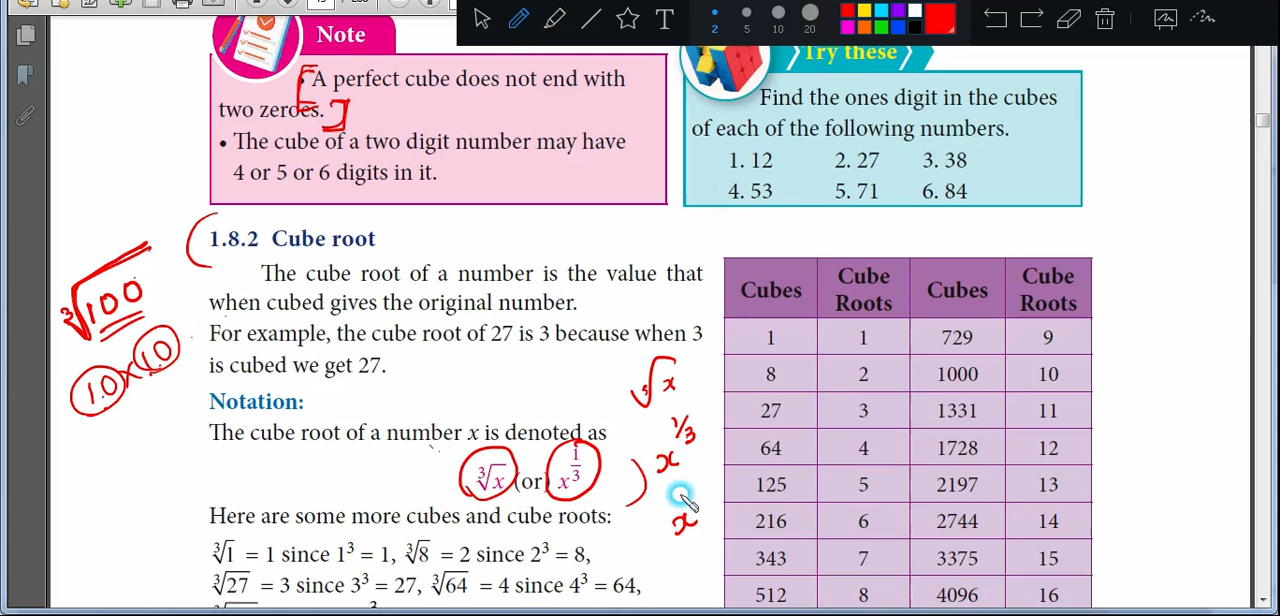 2 5 10 20
Note
• A perfect cube does not end with
two zeroes.
• The cube of a two digit number may have
4 or 5 or 6 digits in it.
Try these
Find the ones digit in the cubes
of each of the following numbers.
1. 12 2. 27 3. 38
4. 53 5. 71 6. 84
1.8.2 Cube root
The cube root of a number is the value that
when cubed gives the original number.
For example, the cube root of 27 is 3 because when 3
is cubed we get 27.
∛100
10×10
Notation:
The cube root of a number x is denoted as
∛x (or) x^(1/3)
∛x
x^(1/3)
x
Here are some more cubes and cube roots:
∛1 = 1 since 1³ = 1, ∛8 = 2 since 2³ = 8,
∛27 = 3 since 3³ = 27, ∛64 = 4 since 4³ = 64,
Cubes Cube Roots Cubes Cube Roots
1 1 729 9
8 2 1000 10
27 3 1331 11
64 4 1728 12
125 5 2197 13
216 6 2744 14
343 7 3375 15
512 8 4096 16